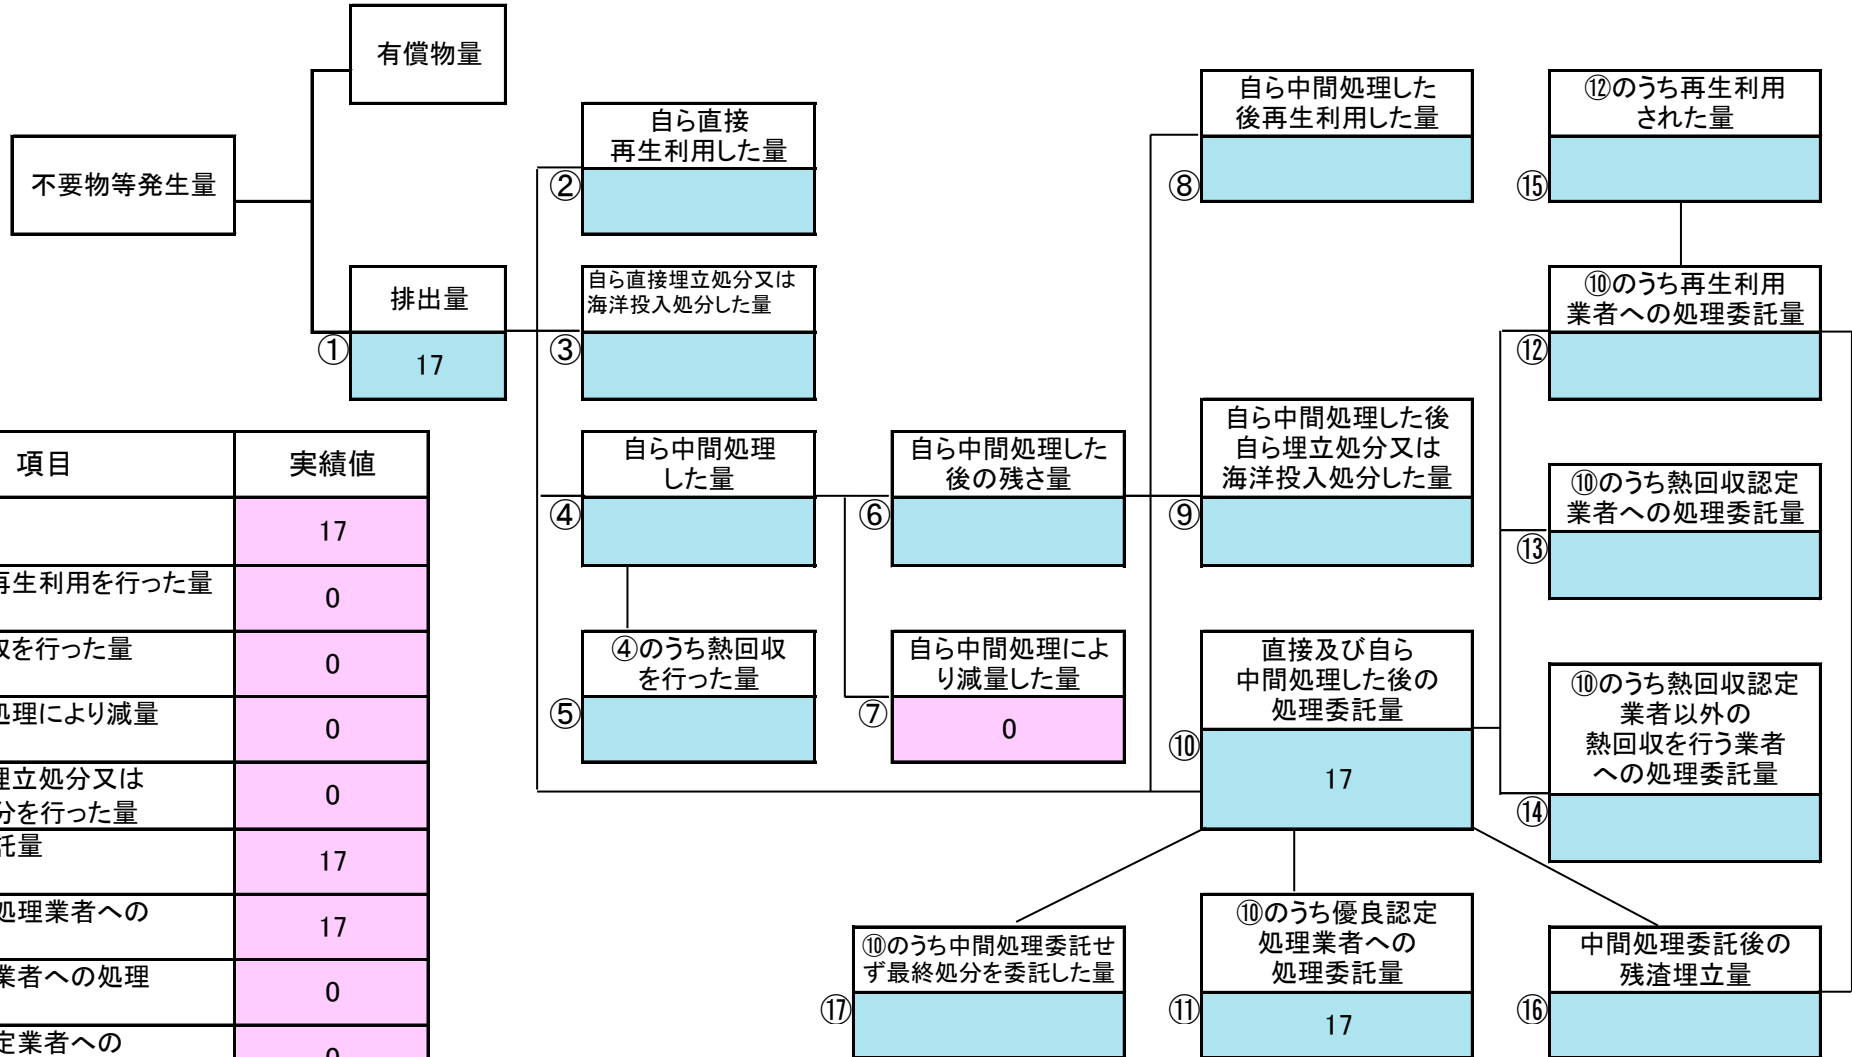 有償物量
不要物等発生量
排出量
①
17
自ら直接
再生利用した量
②
自ら直接埋立処分又は
海洋投入処分した量
③
自ら中間処理
した量
④
④のうち熱回収
を行った量
⑤
自ら中間処理した
後の残さ量
⑥
自ら中間処理によ
り減量した量
⑦
0
自ら中間処理した
後再生利用した量
⑧
自ら中間処理した後
自ら埋立処分又は
海洋投入処分した量
⑨
直接及び自ら
中間処理した後の
処理委託量
⑩
17
⑫のうち再生利用
された量
⑮
⑩のうち再生利用
業者への処理委託量
⑫
⑩のうち熱回収認定
業者への処理委託量
⑬
⑩のうち熱回収認定
業者以外の
熱回収を行う業者
への処理委託量
⑭
⑩のうち中間処理委託せ
ず最終処分を委託した量
⑰
⑩のうち優良認定
処理業者への
処理委託量
⑪
17
中間処理委託後の
残渣埋立量
⑯
項目 実績値
17
再生利用を行った量 0
収を行った量 0
処理により減量 0
埋立処分又は
分を行った量 0
託量 17
処理業者への 17
業者への処理 0
定業者への 0